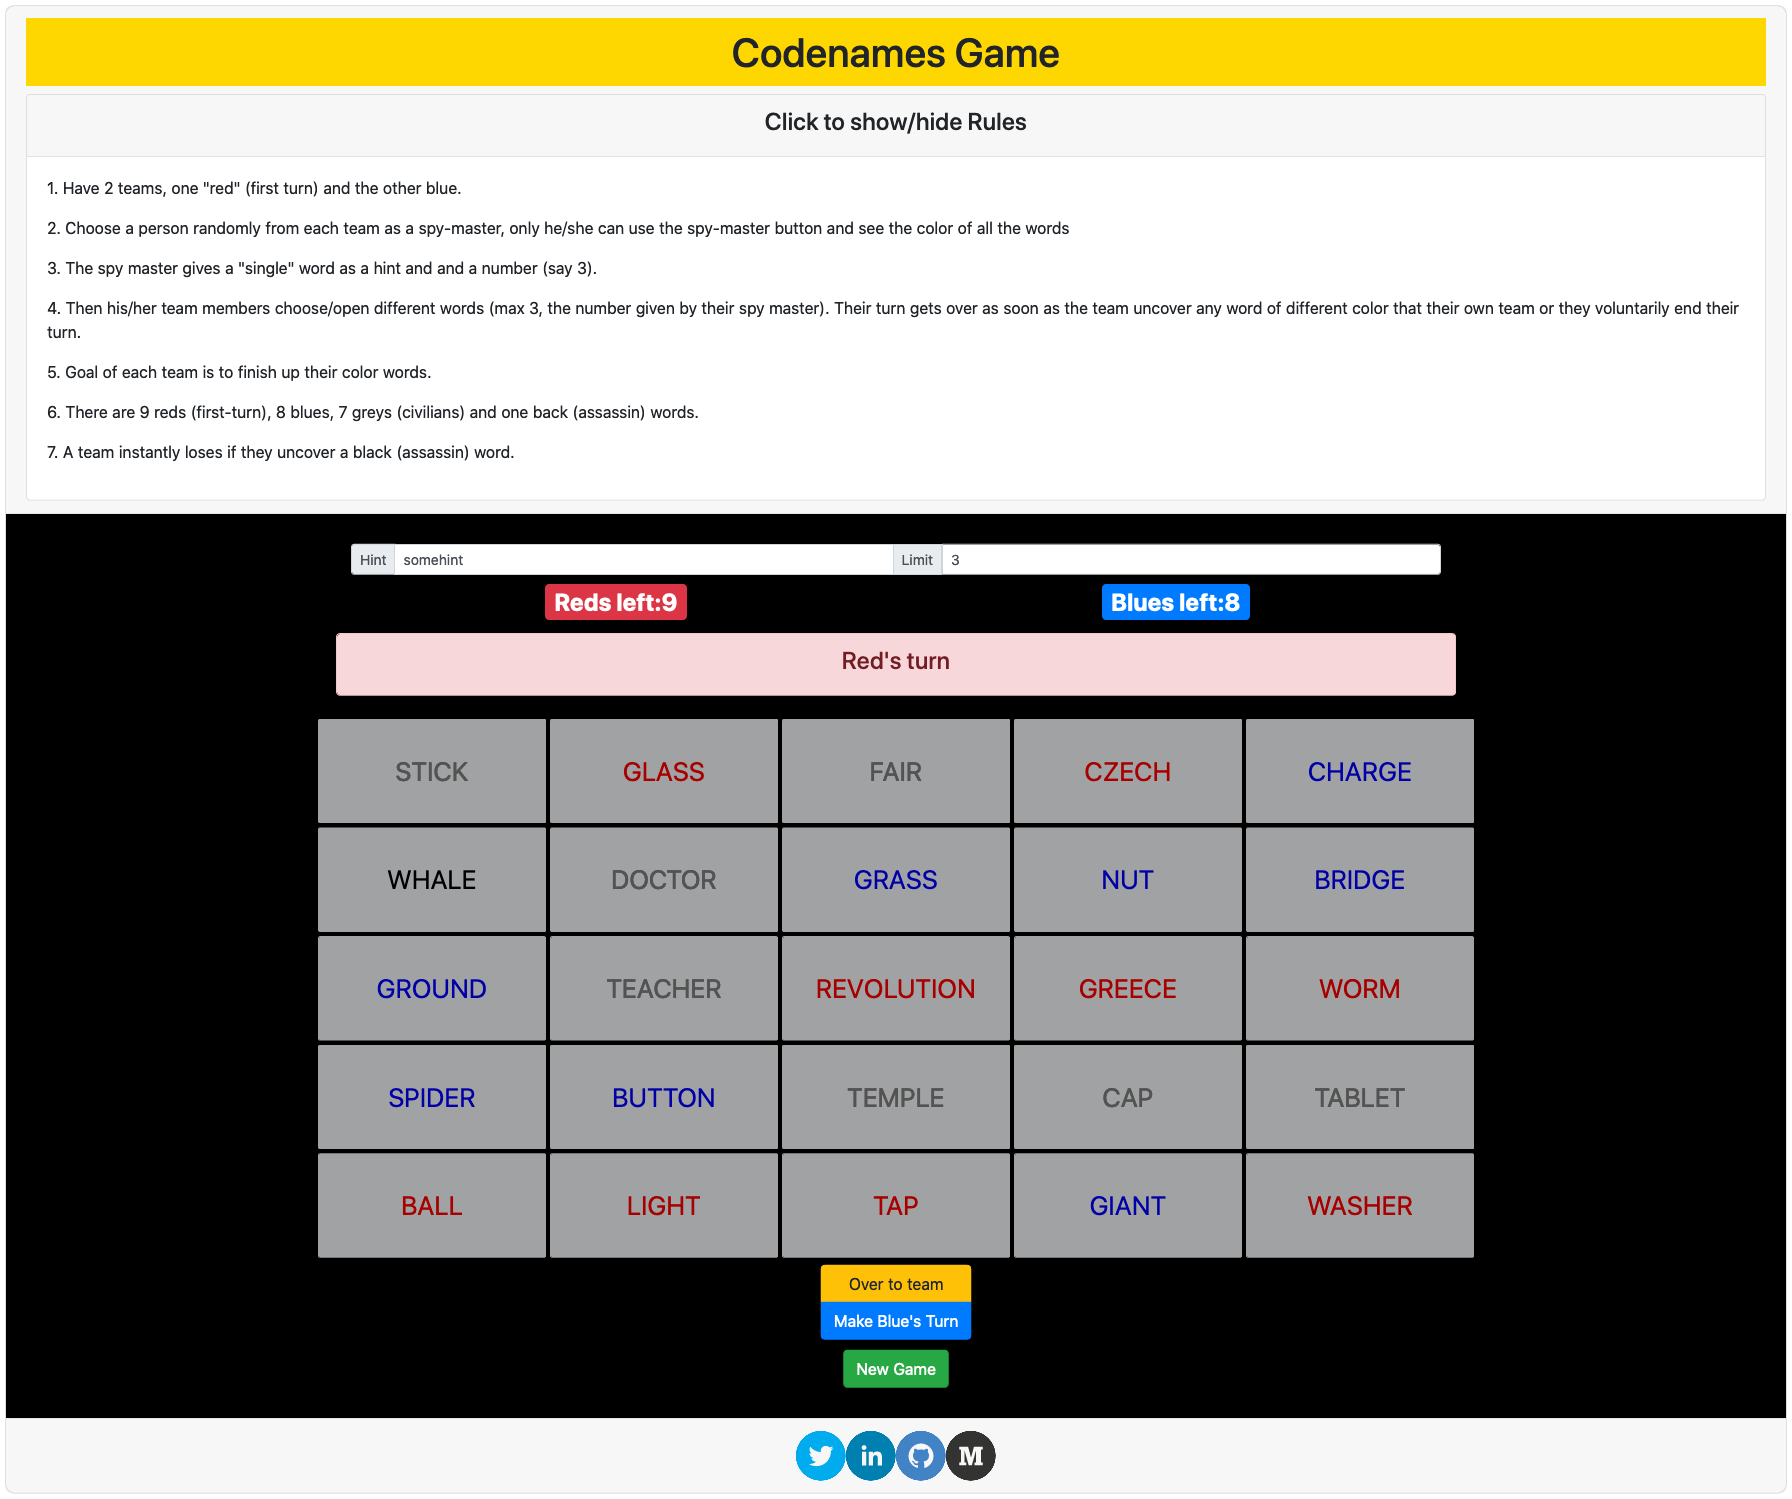 Codenames Game
Click to show/hide Rules
1. Have 2 teams, one "red" (first turn) and the other blue.
2. Choose a person randomly from each team as a spy-master, only he/she can use the spy-master button and see the color of all the words
3. The spy master gives a "single" word as a hint and and a number (say 3).
4. Then his/her team members choose/open different words (max 3, the number given by their spy master). Their turn gets over as soon as the team uncover any word of different color that their own team or they voluntarily end their
turn.
5. Goal of each team is to finish up their color words.
6. There are 9 reds (first-turn), 8 blues, 7 greys (civilians) and one back (assassin) words.
7. A team instantly loses if they uncover a black (assassin) word.
Hint somehint Limit 3
Reds left:9 Blues left:8
Red's turn
STICK GLASS FAIR CZECH CHARGE
WHALE DOCTOR GRASS NUT BRIDGE
GROUND TEACHER REVOLUTION GREECE WORM
SPIDER BUTTON TEMPLE CAP TABLET
BALL LIGHT TAP GIANT WASHER
Over to team
Make Blue's Turn
New Game
in M